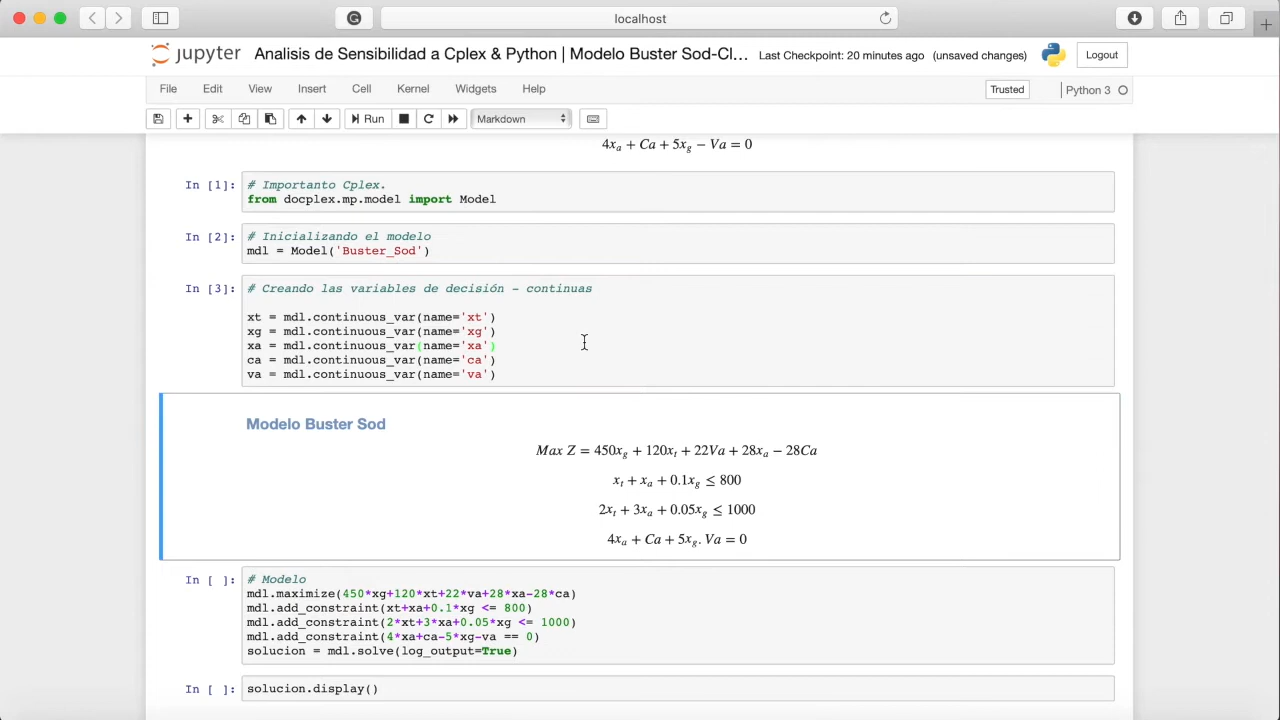 localhost
jupyter Analisis de Sensibilidad a Cplex & Python | Modelo Buster Sod-Cl... Last Checkpoint: 20 minutes ago (unsaved changes) Logout
File Edit View Insert Cell Kernel Widgets Help Trusted Python 3
Run Markdown
4xₐ + Ca + 5x_g − Va = 0
In [1]: # Importanto Cplex.
from docplex.mp.model import Model
In [2]: # Inicializando el modelo
mdl = Model('Buster_Sod')
In [3]: # Creando las variables de decisión - continuas
xt = mdl.continuous_var(name='xt')
xg = mdl.continuous_var(name='xg')
xa = mdl.continuous_var(name='xa')
ca = mdl.continuous_var(name='ca')
va = mdl.continuous_var(name='va')
Modelo Buster Sod
Max Z = 450x_g + 120xₜ + 22Va + 28xₐ − 28Ca
xₜ + xₐ + 0.1x_g ≤ 800
2xₜ + 3xₐ + 0.05x_g ≤ 1000
4xₐ + Ca + 5x_g. Va = 0
In [ ]: # Modelo
mdl.maximize(450*xg+120*xt+22*va+28*xa-28*ca)
mdl.add_constraint(xt+xa+0.1*xg <= 800)
mdl.add_constraint(2*xt+3*xa+0.05*xg <= 1000)
mdl.add_constraint(4*xa+ca-5*xg-va == 0)
solucion = mdl.solve(log_output=True)
In [ ]: solucion.display()